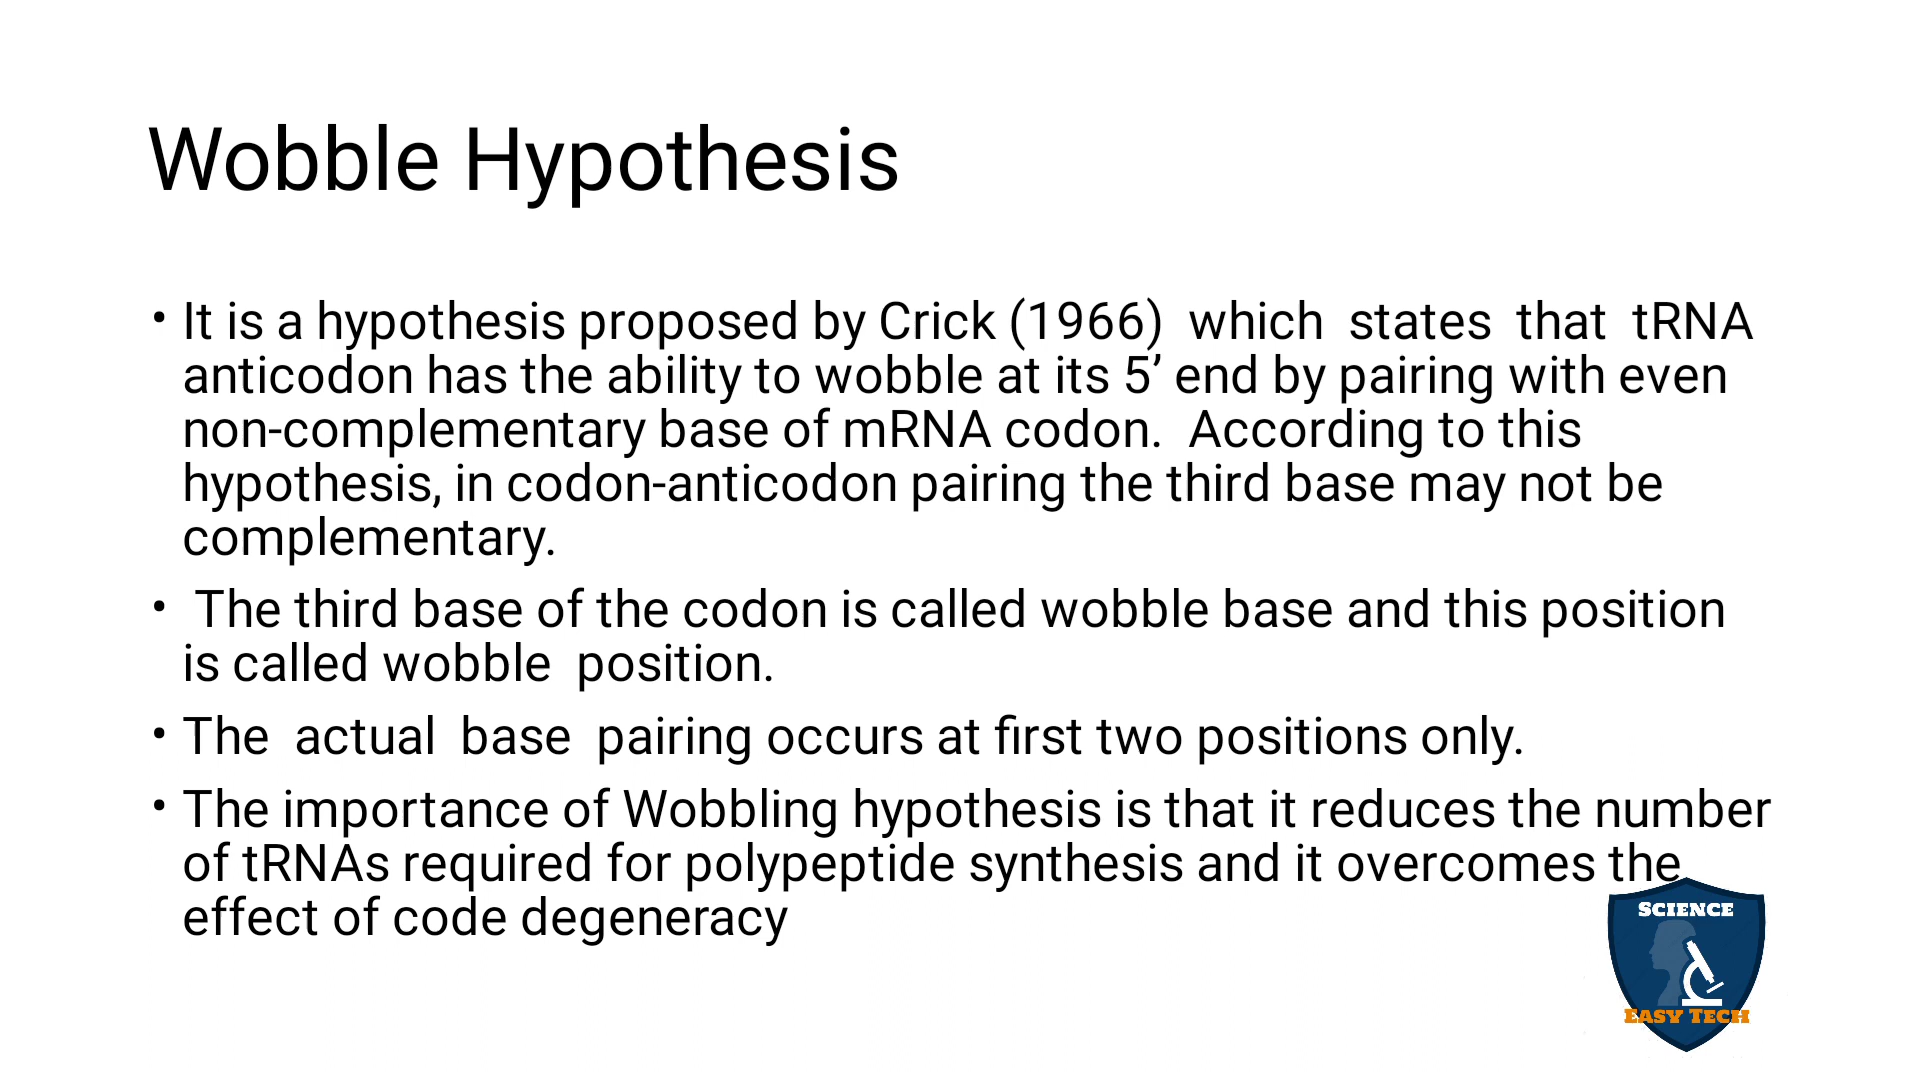 Wobble Hypothesis
• It is a hypothesis proposed by Crick (1966) which states that tRNA
anticodon has the ability to wobble at its 5’ end by pairing with even
non-complementary base of mRNA codon. According to this
hypothesis, in codon-anticodon pairing the third base may not be
complementary.
• The third base of the codon is called wobble base and this position
is called wobble position.
• The actual base pairing occurs at first two positions only.
• The importance of Wobbling hypothesis is that it reduces the number
of tRNAs required for polypeptide synthesis and it overcomes the
effect of code degeneracy
SCIENCE
EASY TECH